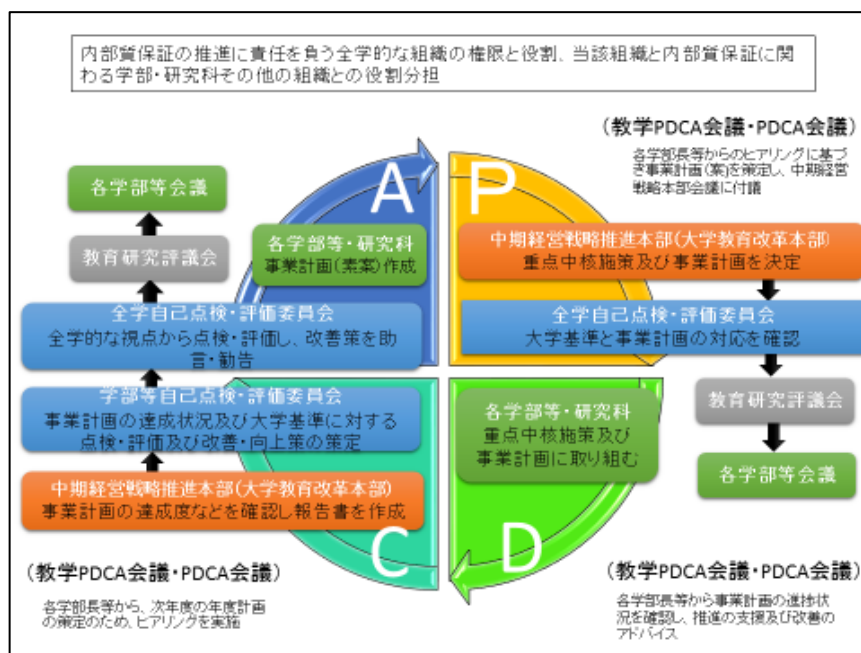 内部質保証の推進に責任を負う全学的な組織の権限と役割、当該組織と内部質保証に関
わる学部・研究科その他の組織との役割分担
(教学PDCA会議・PDCA会議)
各学部長等からのヒアリングに基づ
き事業計画(案)を策定し、中期経営
戦略本部会議に付議
A
P
各学部等会議
教育研究評議会
各学部等・研究科
事業計画(素案)作成
中期経営戦略推進本部(大学教育改革本部)
重点中核施策及び事業計画を決定
全学自己点検・評価委員会
全学的な視点から点検・評価し、改善策を助
言・勧告
全学自己点検・評価委員会
大学基準と事業計画の対応を確認
学部等自己点検・評価委員会
事業計画の達成状況及び大学基準に対する
点検・評価及び改善・向上策の策定
各学部等・研究科
重点中核施策及び
事業計画に取り組む
教育研究評議会
各学部等会議
中期経営戦略推進本部(大学教育改革本部)
事業計画の達成度などを確認し報告書を作成
C
D
(教学PDCA会議・PDCA会議)
各学部長等から、次年度の年度計画
の策定のため、ヒアリングを実施
(教学PDCA会議・PDCA会議)
各学部長等から事業計画の進捗状
況を確認し、推進の支援及び改善の
アドバイス